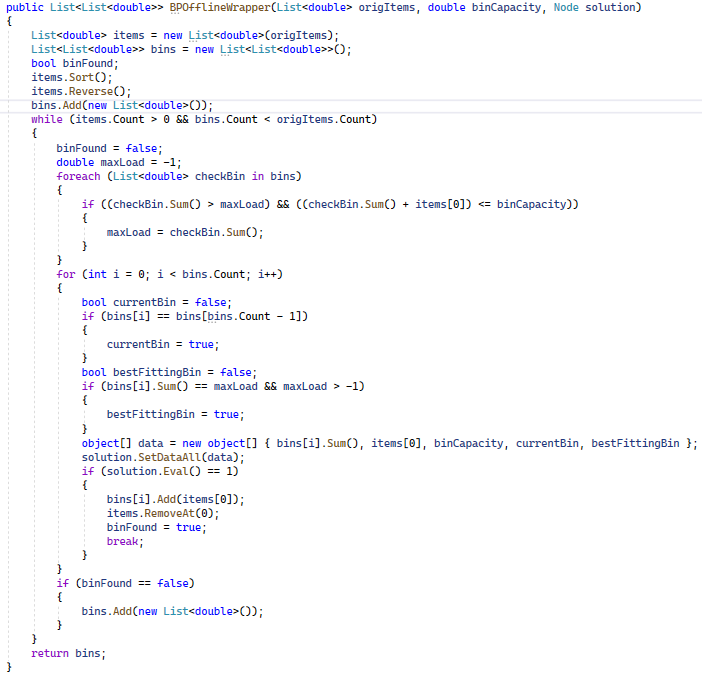 public List<List<double>> BPOfflineWrapper(List<double> origItems, double binCapacity, Node solution)
{
    List<double> items = new List<double>(origItems);
    List<List<double>> bins = new List<List<double>>();
    bool binFound;
    items.Sort();
    items.Reverse();
    bins.Add(new List<double>());
    while (items.Count > 0 && bins.Count < origItems.Count)
    {
        binFound = false;
        double maxLoad = -1;
        foreach (List<double> checkBin in bins)
        {
            if ((checkBin.Sum() > maxLoad) && ((checkBin.Sum() + items[0]) <= binCapacity))
            {
                maxLoad = checkBin.Sum();
            }
        }
        for (int i = 0; i < bins.Count; i++)
        {
            bool currentBin = false;
            if (bins[i] == bins[bins.Count - 1])
            {
                currentBin = true;
            }
            bool bestFittingBin = false;
            if (bins[i].Sum() == maxLoad && maxLoad > -1)
            {
                bestFittingBin = true;
            }
            object[] data = new object[] { bins[i].Sum(), items[0], binCapacity, currentBin, bestFittingBin };
            solution.SetDataAll(data);
            if (solution.Eval() == 1)
            {
                bins[i].Add(items[0]);
                items.RemoveAt(0);
                binFound = true;
                break;
            }
        }
        if (binFound == false)
        {
            bins.Add(new List<double>());
        }
    }
    return bins;
}